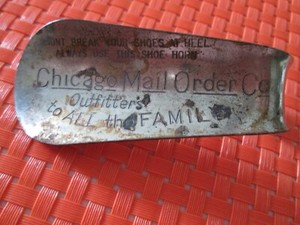 DONT BREAK YOUR SHOES AT HEEL
ALWAYS USE THIS SHOE HORN
Chicago Mail Order Co
Outfitters
to ALL the FAMILY